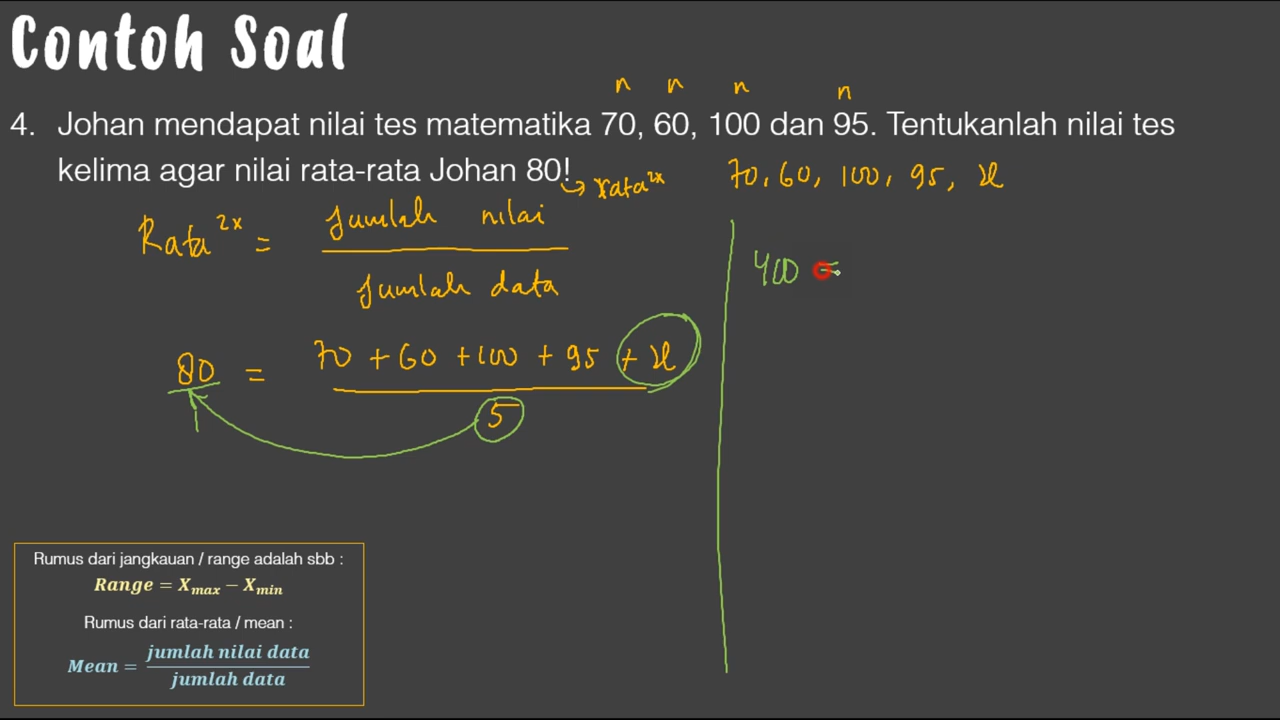 Contoh Soal
n n n n
4. Johan mendapat nilai tes matematika 70, 60, 100 dan 95. Tentukanlah nilai tes
kelima agar nilai rata-rata Johan 80!
↪ rata²ˣ
70, 60, 100, 95, x
Rata²ˣ = jumlah nilai
jumlah data
80 = 70 + 60 + 100 + 95 + x
1
5
400 =
Rumus dari jangkauan / range adalah sbb :
Range = Xmax − Xmin
Rumus dari rata-rata / mean :
Mean = jumlah nilai data
jumlah data